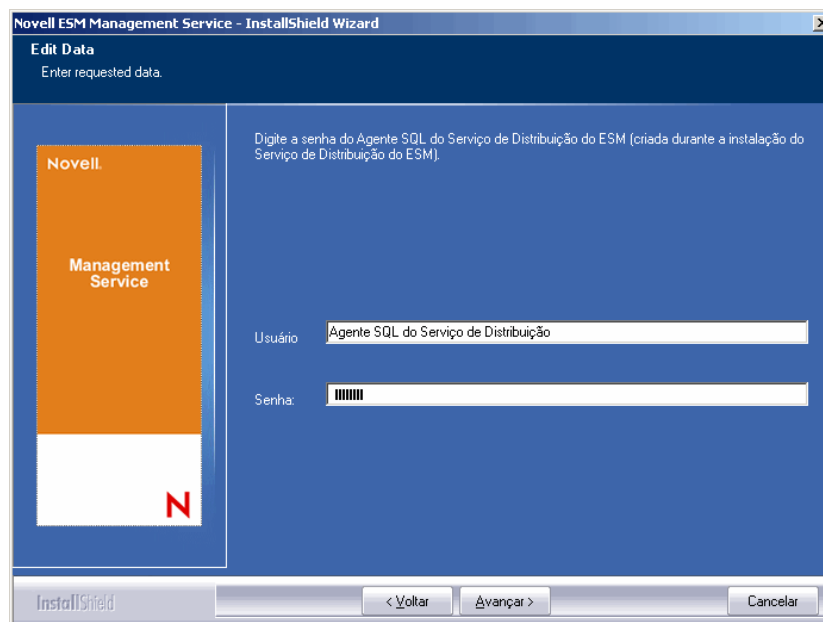 Novell ESM Management Service - InstallShield Wizard
Edit Data
Enter requested data.
Digite a senha do Agente SQL do Serviço de Distribuição do ESM (criada durante a instalação do
Serviço de Distribuição do ESM).
Novell.
Management
Service
Usuário
Agente SQL do Serviço de Distribuição
Senha:
N
InstallShield
< Voltar
Avançar >
Cancelar